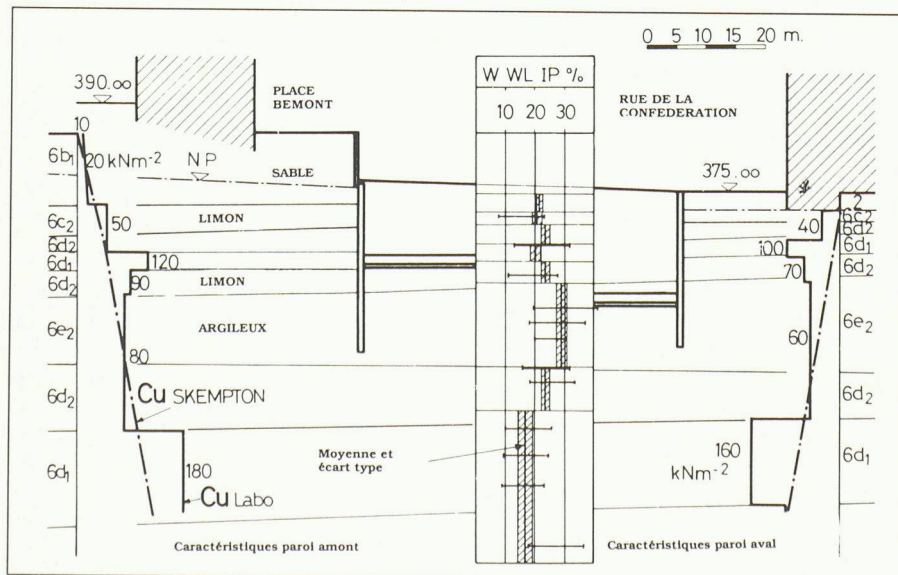 0 5 10 15 20 m.
W WL IP %
10 20 30
390.00
PLACE
BEMONT
RUE DE LA
CONFEDERATION
375.00
10
20 kNm-2
N P
SABLE
6b1
6c2
6d2
6d1
6d2
6e2
6d2
6d1
50
120
90
80
180
LIMON
LIMON
ARGILEUX
Cu SKEMPTON
Cu LABO
Moyenne et
écart type
2
6c2
6d2
6d1
6d2
6e2
6d2
6d1
40
100
70
60
160
kNm-2
Caractéristiques paroi amont
Caractéristiques paroi aval